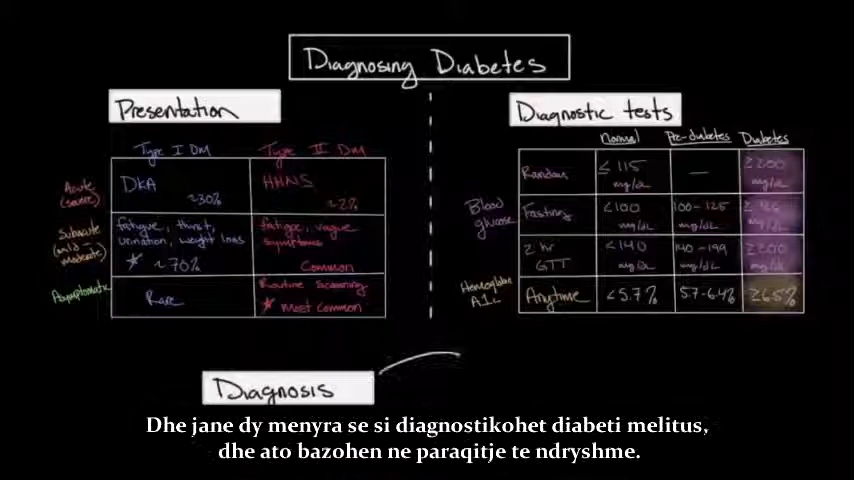 Diagnosing Diabetes
Presentation
Type I DM
Type II DM
Acute (severe)
DKA
~30%
HHNS
~2%
Subacute (mild - moderate)
fatigue, thirst,
urination, weight loss
* ~70%
fatigue, vague
symptoms
Common
Asymptomatic
Rare
Routine Screening
* most common
Diagnostic tests
Normal
Pre-diabetes
Diabetes
Blood glucose
Random
≤ 115 mg/dL
—
≥ 200 mg/dL
Fasting
<100 mg/dL
100-125 mg/dL
mg/dL
2 hr GTT
<140 mg/dL
140-199 mg/dL
≥200 mg/dL
Hemoglobin A1c
Anytime
<5.7%
5.7-6.4%
≥6.5%
Diagnosis
Dhe jane dy menyra se si diagnostikohet diabeti melitus,
dhe ato bazohen ne paraqitje te ndryshme.